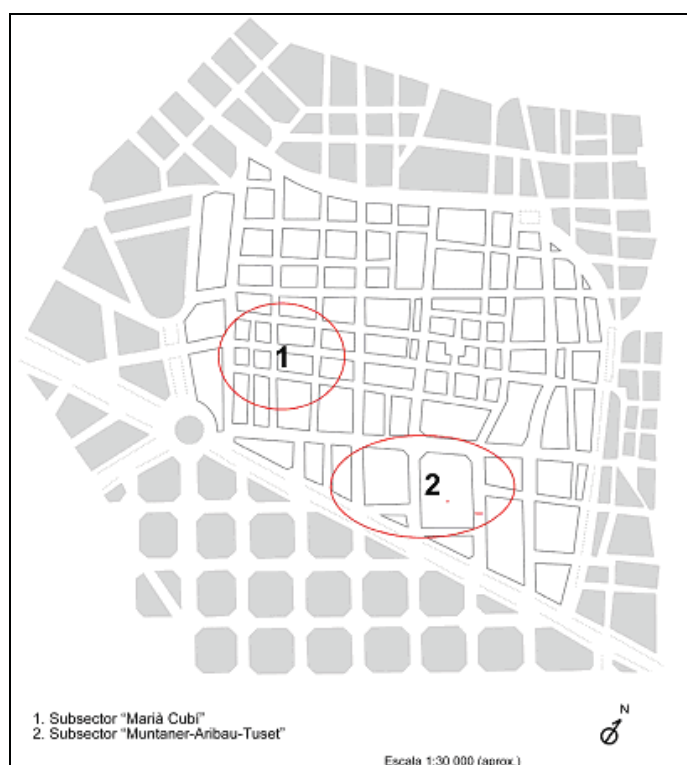 1
2
1. Subsector “Marià Cubí”
2. Subsector “Muntaner-Aribau-Tuset”
N
Escala 1:30 000 (aprox.)